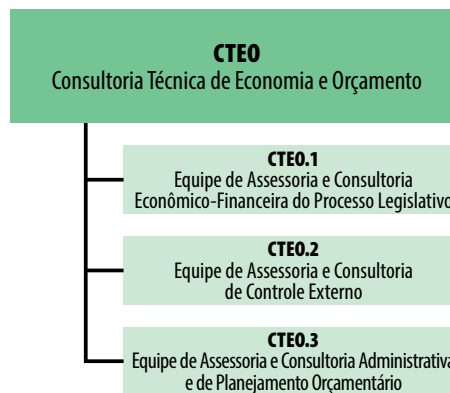 CTEO
Consultoria Técnica de Economia e Orçamento
CTEO.1
Equipe de Assessoria e Consultoria
Econômico-Financeira do Processo Legislativo
CTEO.2
Equipe de Assessoria e Consultoria
de Controle Externo
CTEO.3
Equipe de Assessoria e Consultoria Administrativa
e de Planejamento Orçamentário